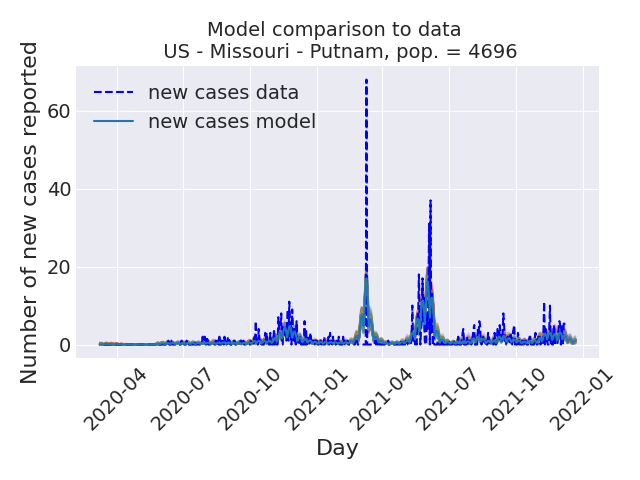 Model comparison to data
US - Missouri - Putnam, pop. = 4696
Number of new cases reported
60
40
20
0
new cases data
new cases model
2020-04
2020-07
2020-10
2021-01
2021-04
2021-07
2021-10
2022-01
Day